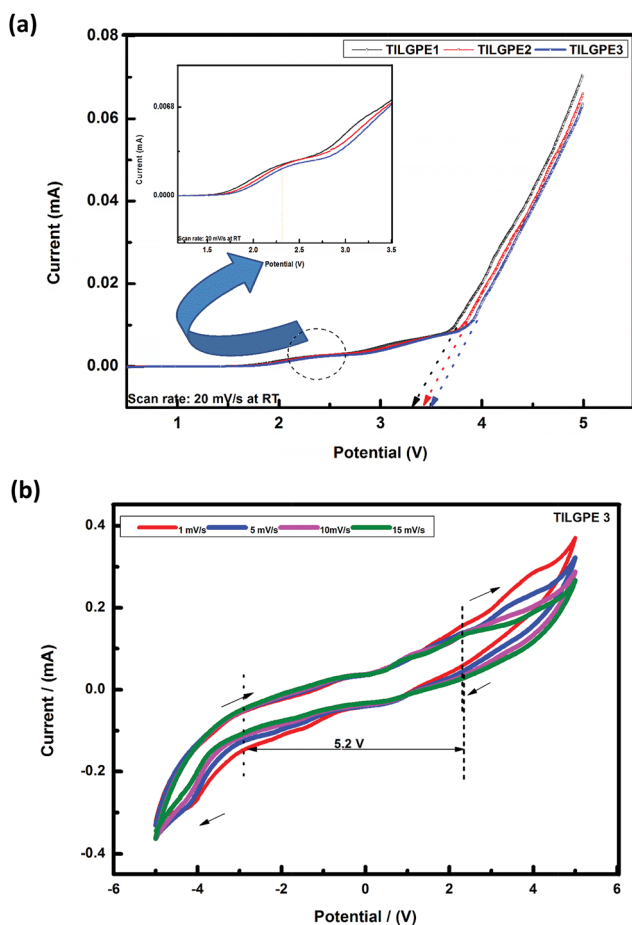 (a)
TILGPE1 TILGPE2 TILGPE3
0.08
0.06
0.04
0.02
0.00
Current (mA)
0.0068
0.0000
Current (mA)
Scan rate: 20 mV/s at RT
1.5 2.0 2.5 3.0 3.5
Potential (V)
Scan rate: 20 mV/s at RT
1 2 3 4 5
Potential (V)
(b)
1 mV/s 5 mV/s 10mV/s 15 mV/s
TILGPE 3
0.4
0.2
0.0
-0.2
-0.4
Current / (mA)
5.2 V
-6 -4 -2 0 2 4 6
Potential / (V)